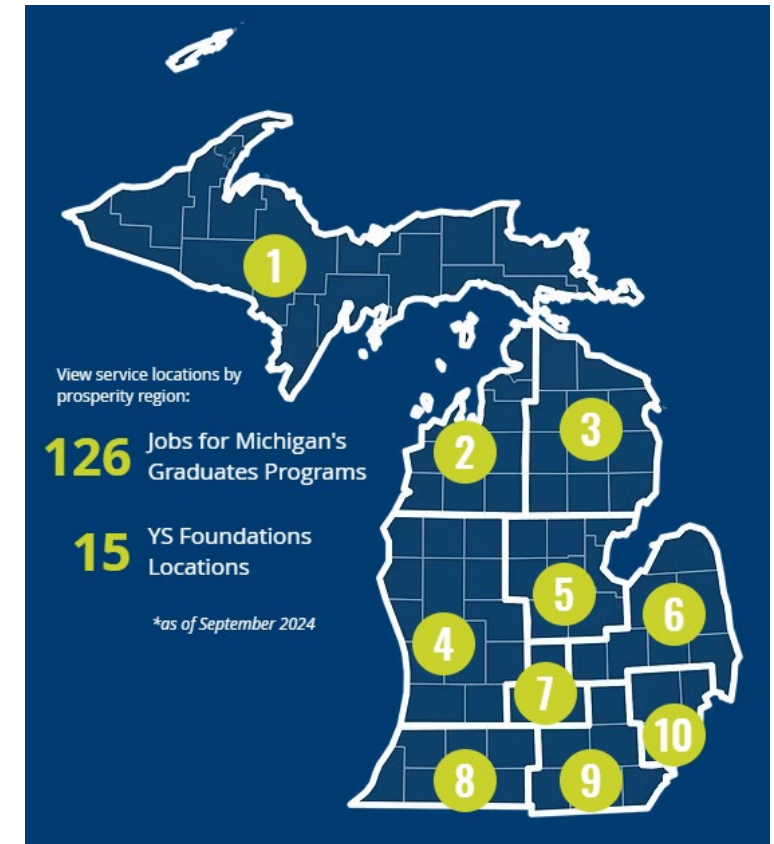 1
View service locations by
prosperity region:
126 Jobs for Michigan's
Graduates Programs
15 YS Foundations
Locations
*as of September 2024
2
3
4
5
6
7
8
9
10